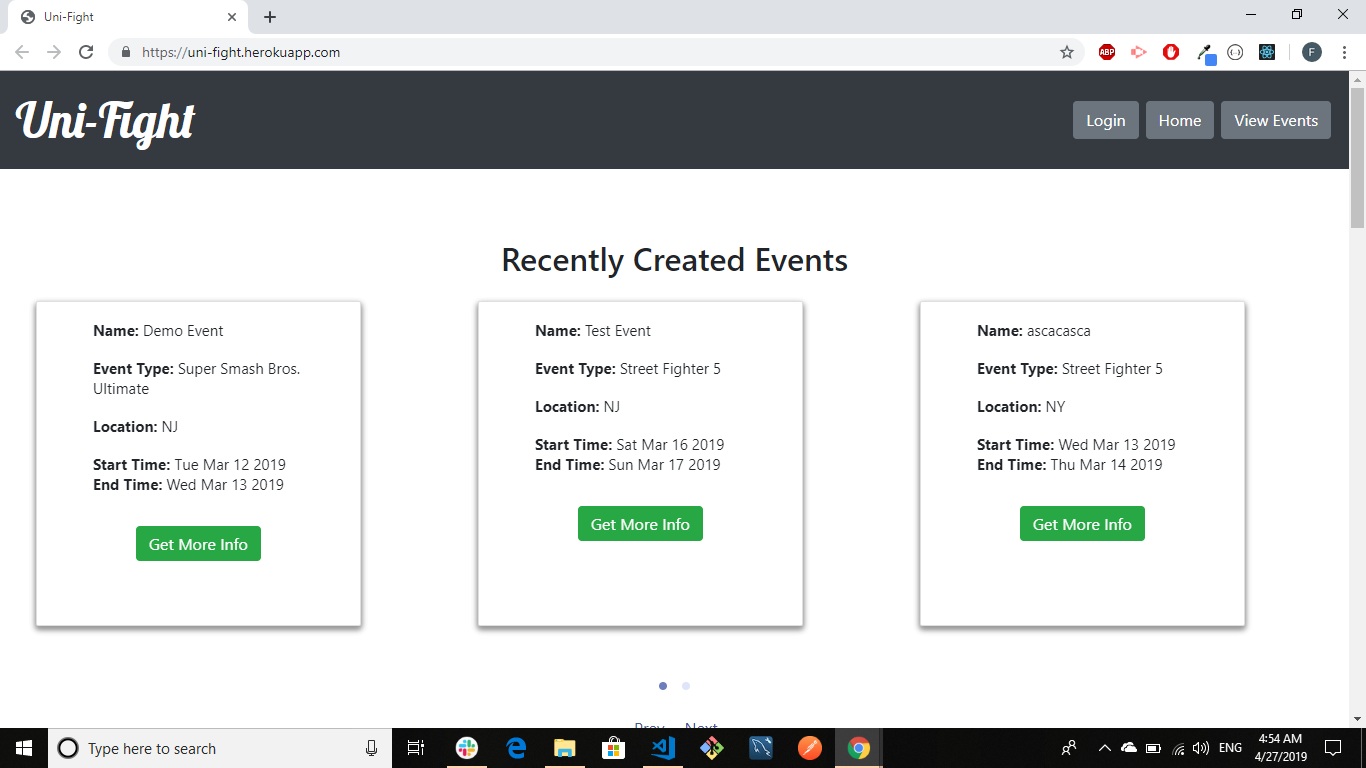 Uni-Fight
https://uni-fight.herokuapp.com
ABP
F
Uni-Fight
Login
Home
View Events
Recently Created Events
Name: Demo Event
Event Type: Super Smash Bros.
Ultimate
Location: NJ
Start Time: Tue Mar 12 2019
End Time: Wed Mar 13 2019
Get More Info
Name: Test Event
Event Type: Street Fighter 5
Location: NJ
Start Time: Sat Mar 16 2019
End Time: Sun Mar 17 2019
Get More Info
Name: ascacasca
Event Type: Street Fighter 5
Location: NY
Start Time: Wed Mar 13 2019
End Time: Thu Mar 14 2019
Get More Info
Prev Next
Type here to search
ENG
4:54 AM
4/27/2019